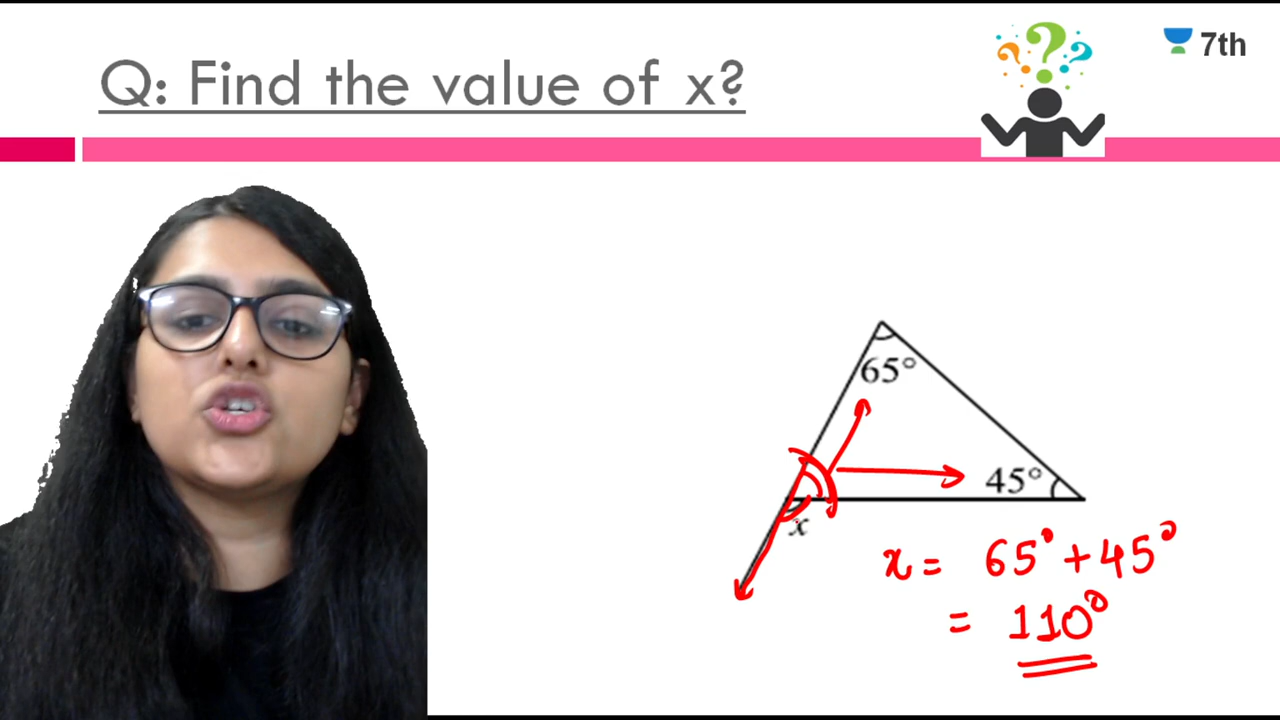 Q: Find the value of x?
7th
65°
45°
x
x = 65° + 45°
= 110°